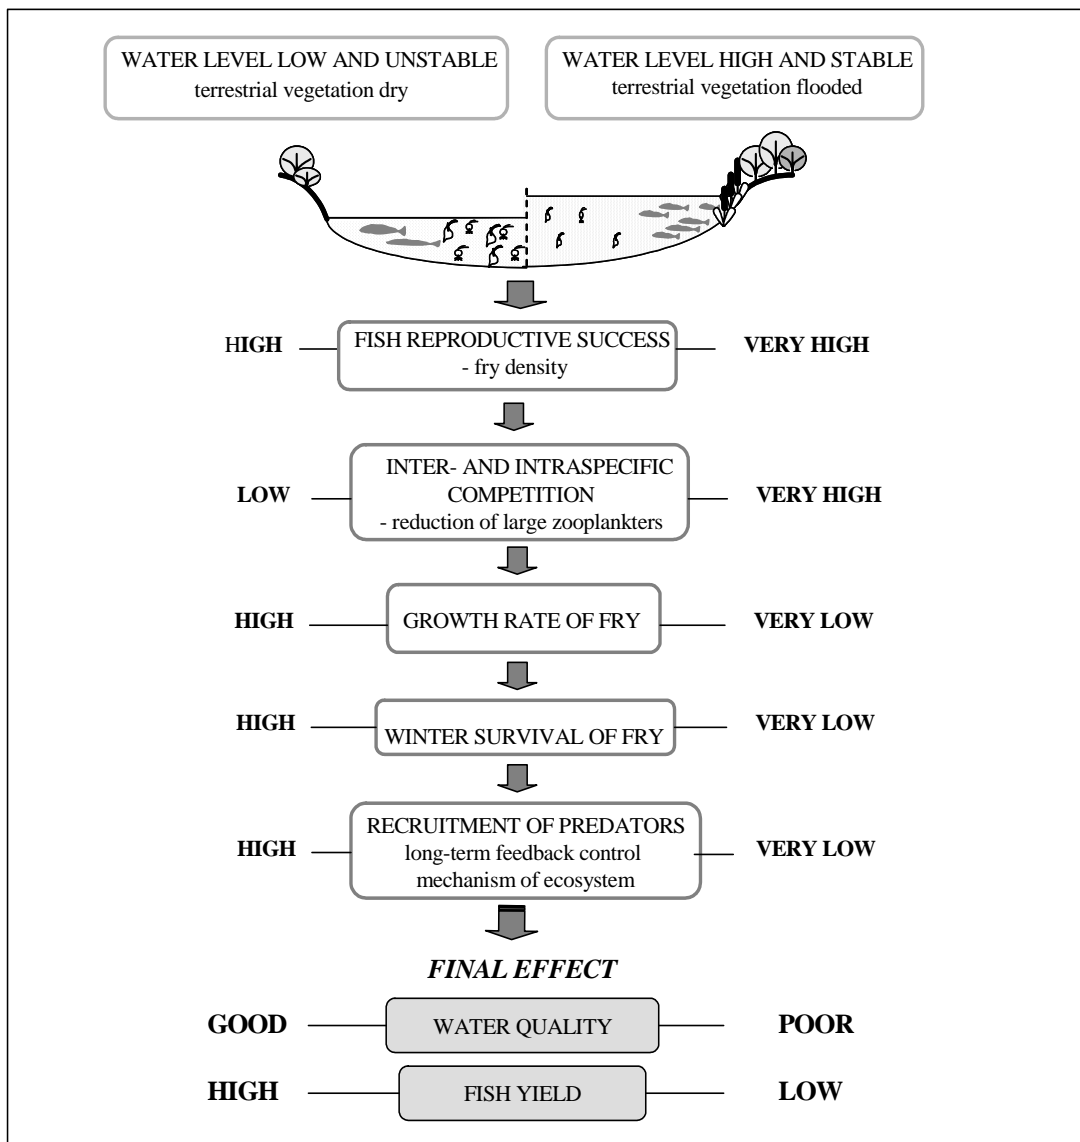 WATER LEVEL LOW AND UNSTABLE
terrestrial vegetation dry
WATER LEVEL HIGH AND STABLE
terrestrial vegetation flooded
HIGH
FISH REPRODUCTIVE SUCCESS
- fry density
VERY HIGH
LOW
INTER- AND INTRASPECIFIC
COMPETITION
- reduction of large zooplankters
VERY HIGH
HIGH
GROWTH RATE OF FRY
VERY LOW
HIGH
WINTER SURVIVAL OF FRY
VERY LOW
HIGH
RECRUITMENT OF PREDATORS
long-term feedback control
mechanism of ecosystem
VERY LOW
FINAL EFFECT
GOOD
WATER QUALITY
POOR
HIGH
FISH YIELD
LOW